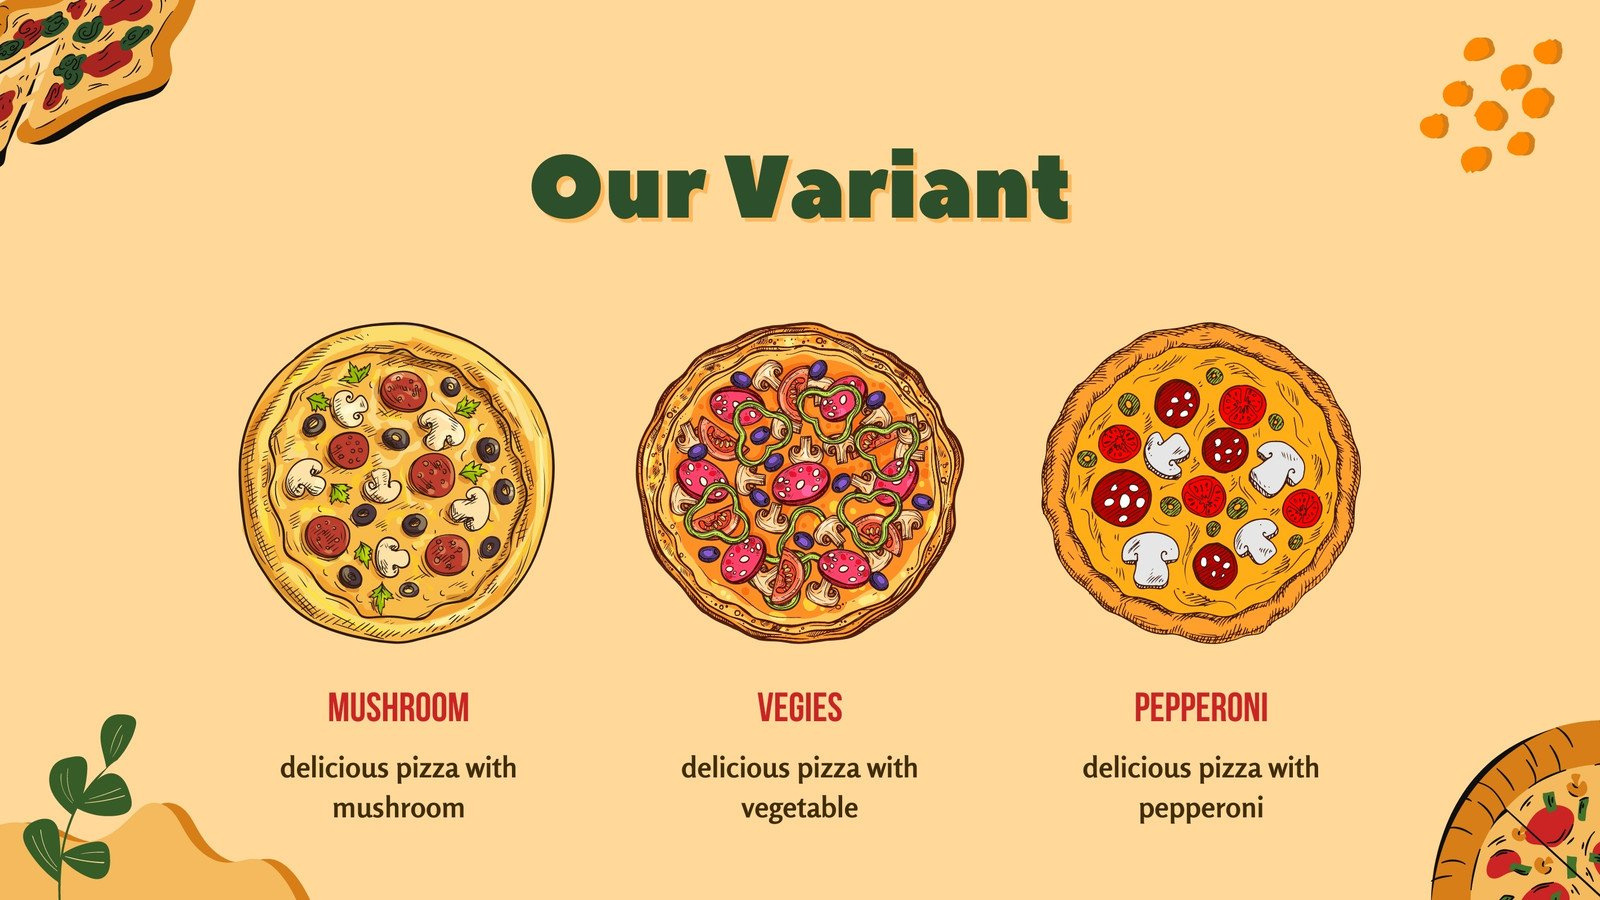 Our Variant
MUSHROOM
delicious pizza with
mushroom
VEGIES
delicious pizza with
vegetable
PEPPERONI
delicious pizza with
pepperoni